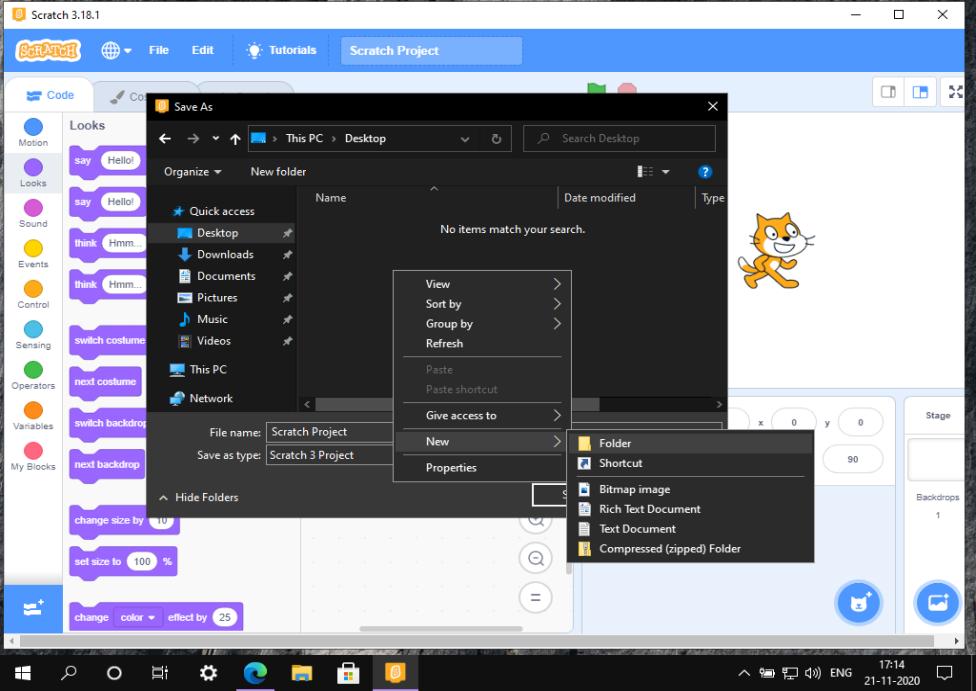 Scratch 3.18.1
SCRATCH
File Edit Tutorials Scratch Project
Code
Save As
This PC Desktop
Search Desktop
Organize New folder
Name Date modified Type
No items match your search.
Quick access
Desktop
Downloads
Documents
Pictures
Music
Videos
This PC
Network
View
Sort by
Group by
Refresh
Paste
Paste shortcut
Give access to
New
Properties
Folder
Shortcut
Bitmap image
Rich Text Document
Text Document
Compressed (zipped) Folder
File name: Scratch Project
Save as type: Scratch 3 Project
Hide Folders
Motion
Looks
Sound
Events
Control
Sensing
Operators
Variables
My Blocks
Looks
say Hello!
say Hello!
think Hmm...
think Hmm...
switch costume
next costume
switch backdrop
next backdrop
change size by 10
set size to 100 %
change color effect by 25
x 0 y 0
90
Stage
Backdrops
1
ENG
17:14
21-11-2020